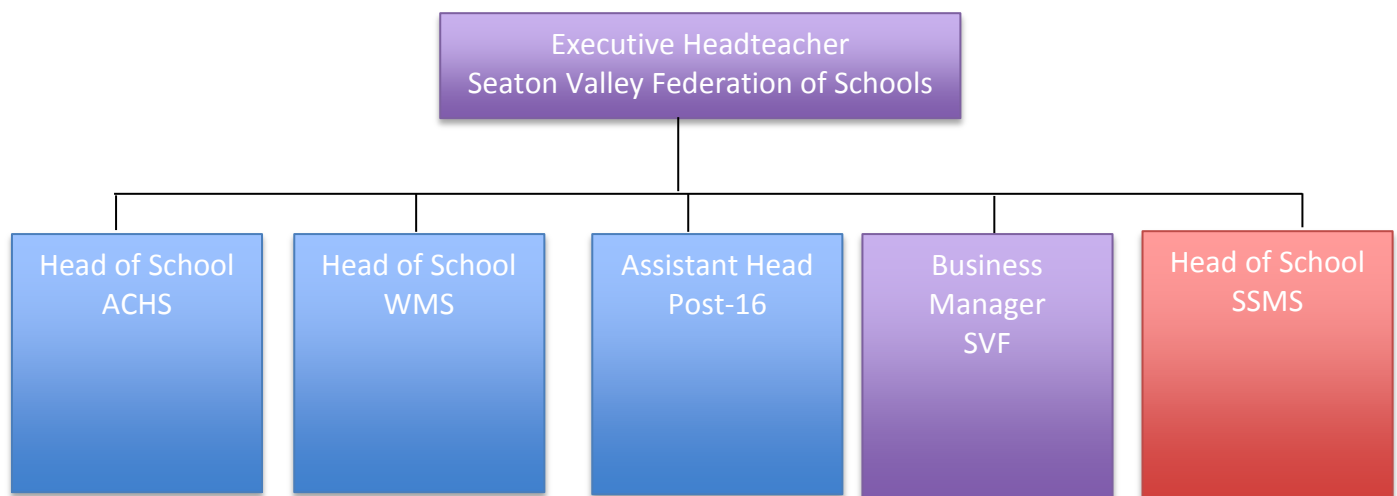 Executive Headteacher
Seaton Valley Federation of Schools
Head of School
ACHS
Head of School
WMS
Assistant Head
Post-16
Business
Manager
SVF
Head of School
SSMS